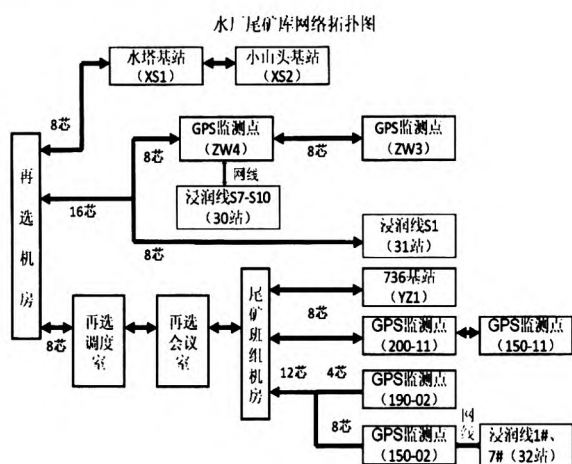 水厂尾矿库网络拓扑图
水塔基站
(XS1)
小山头基站
(XS2)
8芯
再选机房
GPS监测点
(ZW4)
8芯
GPS监测点
(ZW3)
8芯
网线
16芯
浸润线S7-S10
(30站)
8芯
浸润线S1
(31站)
736基站
(YZ1)
8芯
尾矿班组机房
8芯
再选
调度
室
再选
会议
室
GPS监测点
(200-11)
GPS监测点
(150-11)
12芯
4芯
GPS监测点
(190-02)
8芯
GPS监测点
(150-02)
网线
浸润线1#、
7#(32站)